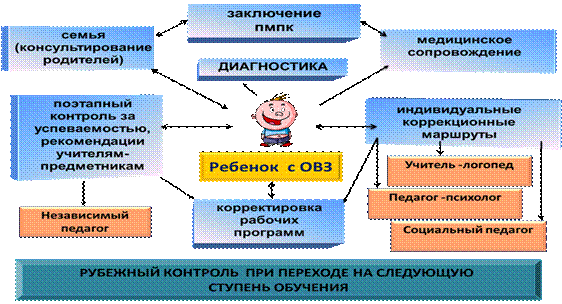 заключение
пмпк
семья
(консультирование
родителей)
медицинское
сопровождение
ДИАГНОСТИКА
поэтапный
контроль за
успеваемостью,
рекомендации
учителям-
предметникам
индивидуальные
коррекционные
маршруты
Ребенок с ОВЗ
Учитель -логопед
Педагог -психолог
Социальный педагог
Независимый
педагог
корректировка
рабочих
программ
РУБЕЖНЫЙ КОНТРОЛЬ ПРИ ПЕРЕХОДЕ НА СЛЕДУЮЩУЮ
СТУПЕНЬ ОБУЧЕНИЯ